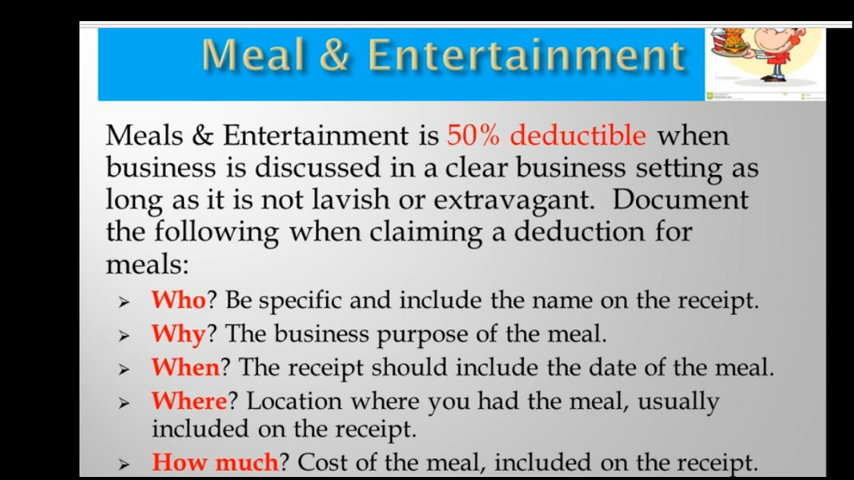 Meal & Entertainment
Meals & Entertainment is 50% deductible when
business is discussed in a clear business setting as
long as it is not lavish or extravagant.  Document
the following when claiming a deduction for
meals:
Who? Be specific and include the name on the receipt.
Why? The business purpose of the meal.
When? The receipt should include the date of the meal.
Where? Location where you had the meal, usually
included on the receipt.
How much? Cost of the meal, included on the receipt.